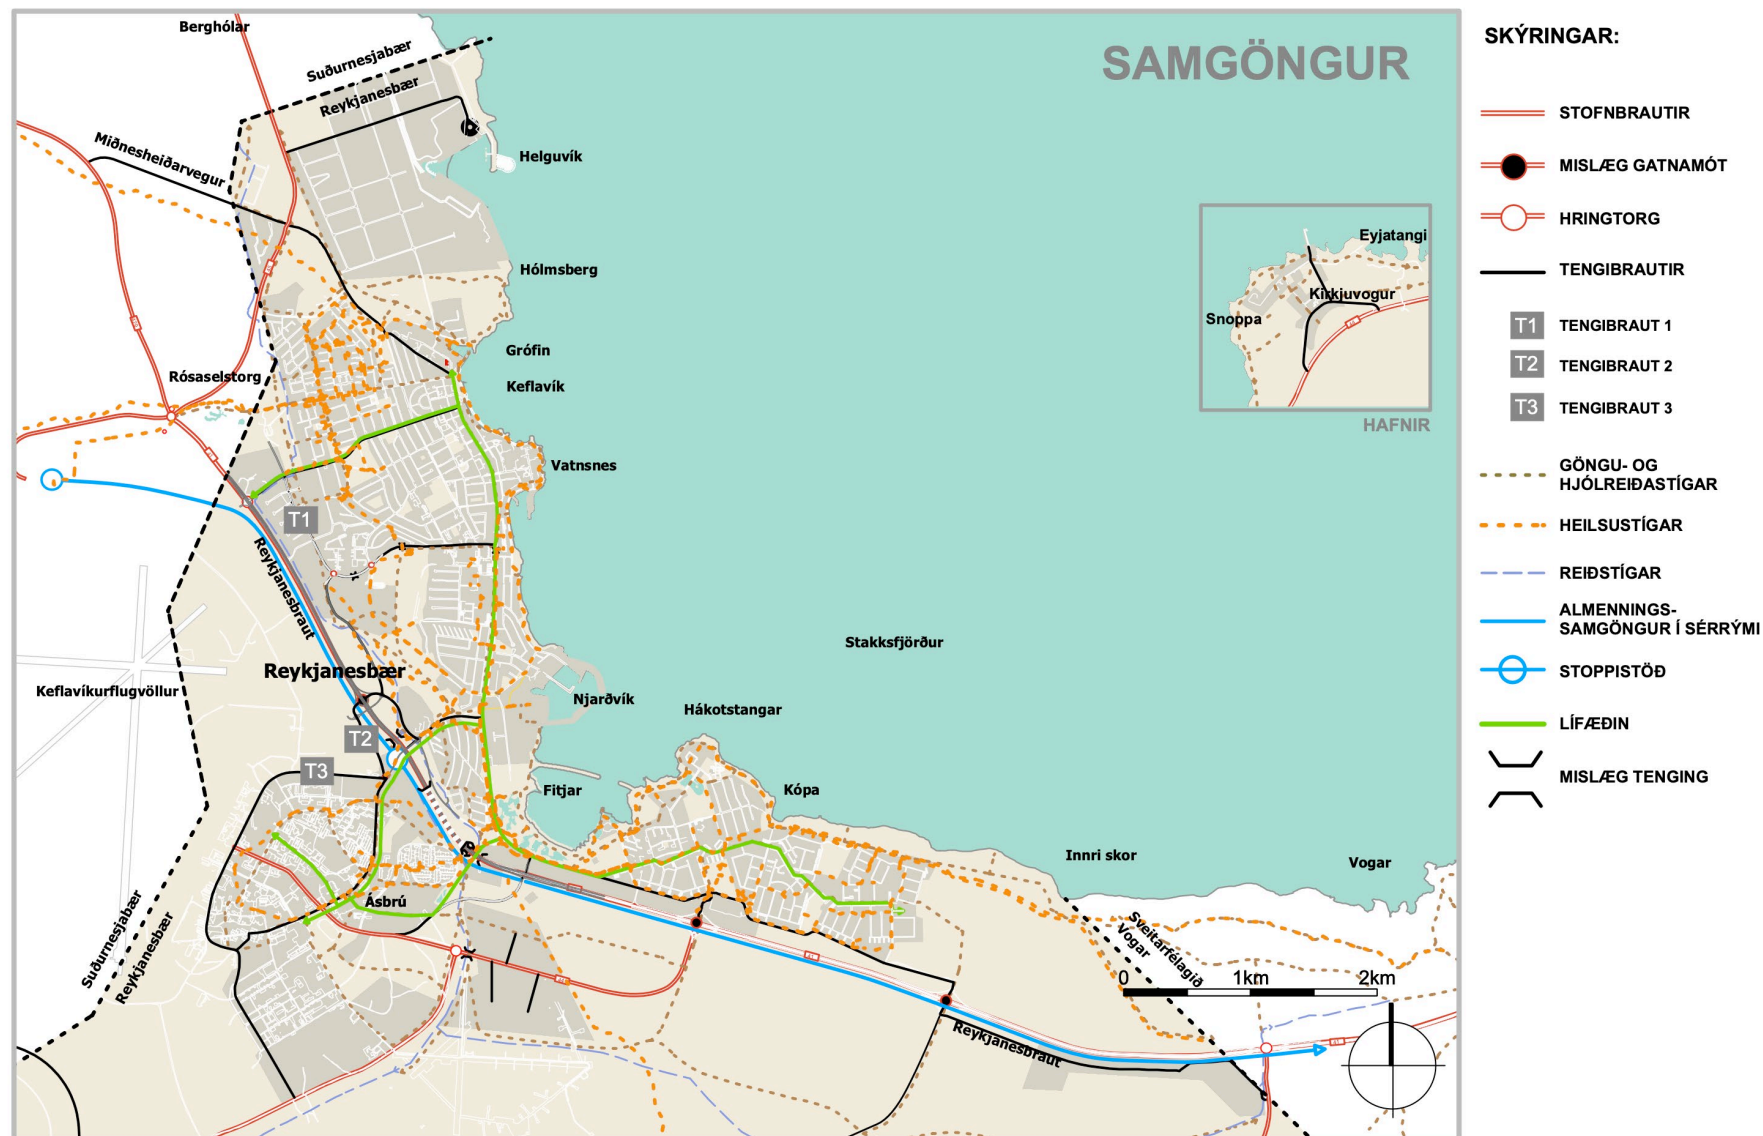 SAMGÖNGUR
Berghólar
Suðurnesjabær
Reykjanesbær
Miðnesheiðarvegur
Helguvík
Hólmsberg
Rósaselstorg
Grófin
Keflavík
Vatnsnes
T1
Reykjanesbraut
Stakksfjörður
Reykjanesbær
Keflavíkurflugvöllur
Njarðvík
Hákotstangar
T2
T3
Fitjar
Kópa
Innri skor
Vogar
Ásbrú
Suðurnesjabær
Reykjanesbær
Sveitarfélagið
Vogar
Reykjanesbraut
0 1km 2km
Eyjatangi
Kirkjuvogur
Snoppa
HAFNIR
SKÝRINGAR:
STOFNBRAUTIR
MISLÆG GATNAMÓT
HRINGTORG
TENGIBRAUTIR
T1 TENGIBRAUT 1
T2 TENGIBRAUT 2
T3 TENGIBRAUT 3
GÖNGU- OG
HJÓLREIÐASTÍGAR
HEILSUSTÍGAR
REIÐSTÍGAR
ALMENNINGS-
SAMGÖNGUR Í SÉRRÝMI
STOPPISTÖÐ
LÍFÆÐIN
MISLÆG TENGING